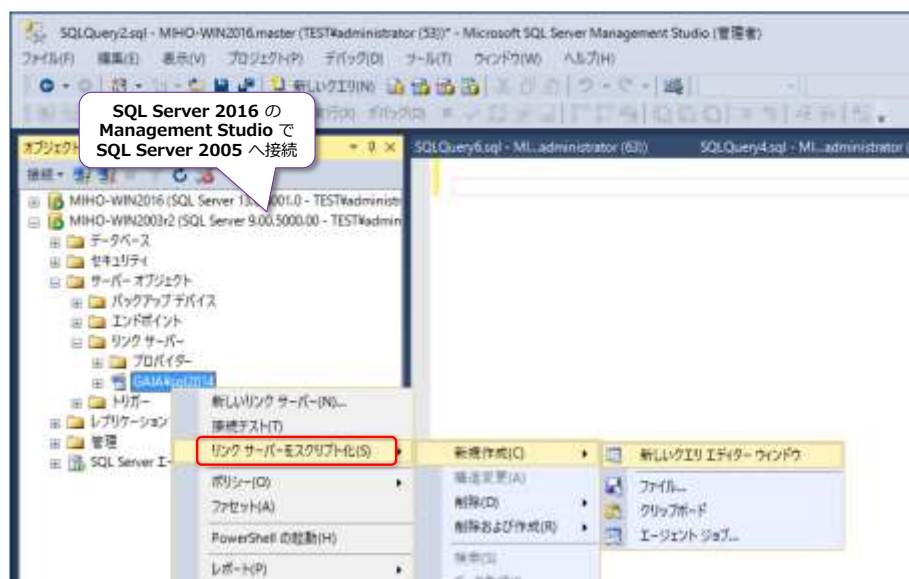 SQLQuery2.sql - MIHO-WIN2016.master (TEST¥administrator (53))* - Microsoft SQL Server Management Studio (管理者)
ファイル(F) 編集(E) 表示(V) プロジェクト(P) デバッグ(D) ツール(T) ウィンドウ(W) ヘルプ(H)
新しいクエリ(N)
SQL Server 2016 の
Management Studio で
SQL Server 2005 へ接続
SQLQuery6.sql - MI...administrator (63))
SQLQuery4.sql - MI...administrator (
接続
MIHO-WIN2016 (SQL Server 13.
001.0 - TEST¥administr
MIHO-WIN2003r2 (SQL Server 9.00.5000.00 - TEST¥admin
データベース
セキュリティ
サーバー オブジェクト
バックアップ デバイス
エンドポイント
リンク サーバー
プロバイダー
GAIA¥sql2014
トリガー
レプリケーション
管理
SQL Server エ
新しいリンク サーバー(N)...
接続テスト(T)
リンク サーバーをスクリプト化(S)
ポリシー(O)
ファセット(A)
PowerShell の起動(H)
レポート(P)
新規作成(C)
構造変更(A)
削除(D)
削除および作成(R)
新しいクエリ エディター ウィンドウ
ファイル...
クリップボード
エージェント ジョブ...